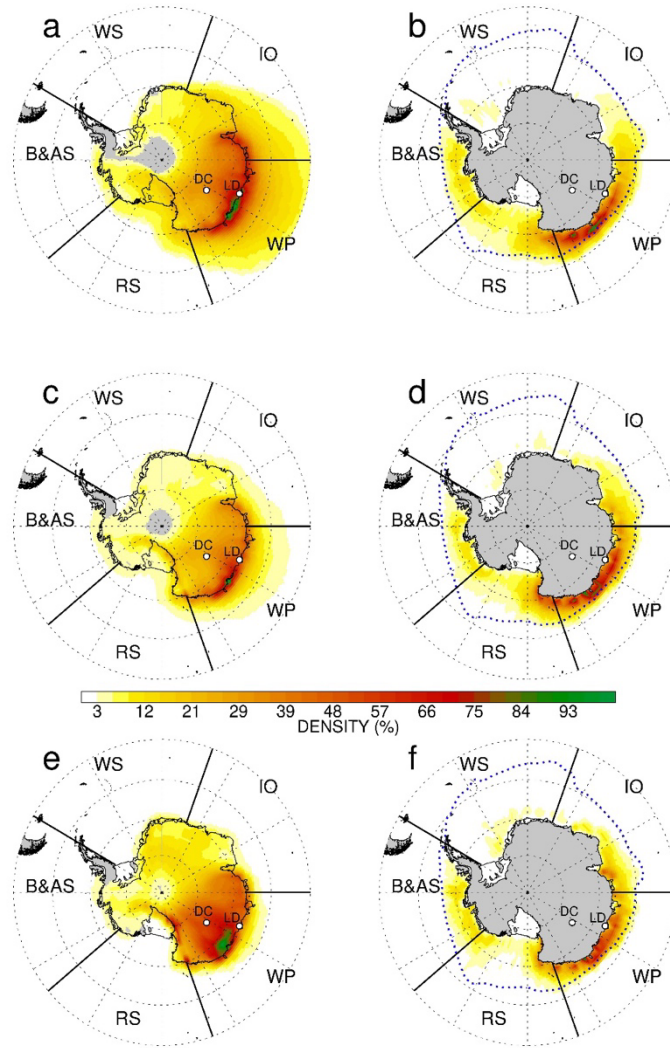 a WS IO b WS IO
B&AS DC LD B&AS DC LD
RS WP RS WP
c WS IO d WS IO
B&AS DC LD B&AS DC LD
RS WP RS WP
3 12 21 29 39 48 57 66 75 84 93
DENSITY (%)
e WS IO f WS IO
B&AS DC LD B&AS DC LD
RS WP RS WP